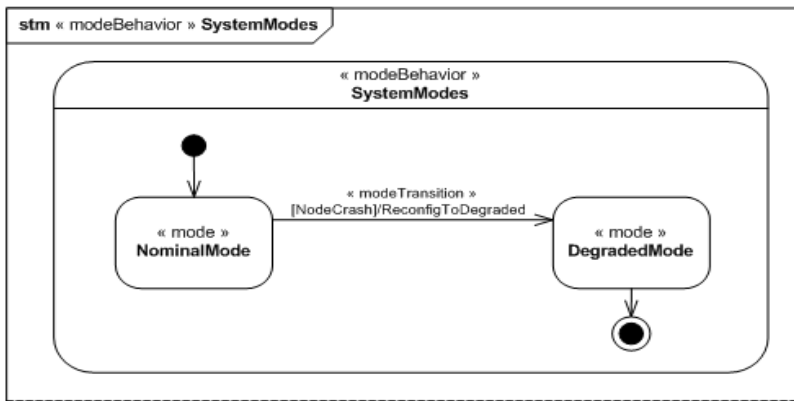 stm « modeBehavior » SystemModes
« modeBehavior »
SystemModes
« modeTransition »
[NodeCrash]/ReconfigToDegraded
« mode »
NominalMode
« mode »
DegradedMode